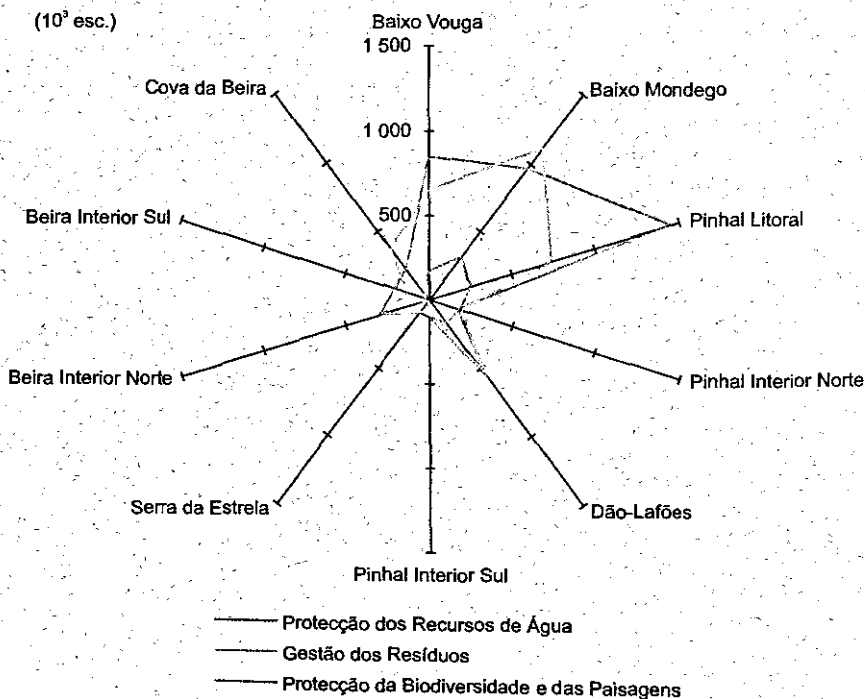 (10³ esc.)
Baixo Vouga
1 500
Cova da Beira
Baixo Mondego
1 000
Beira Interior Sul
500
Pinhal Litoral
0
Beira Interior Norte
Pinhal Interior Norte
Serra da Estrela
Dão-Lafões
Pinhal Interior Sul
Protecção dos Recursos de Água
Gestão dos Resíduos
Protecção da Biodiversidade e das Paisagens